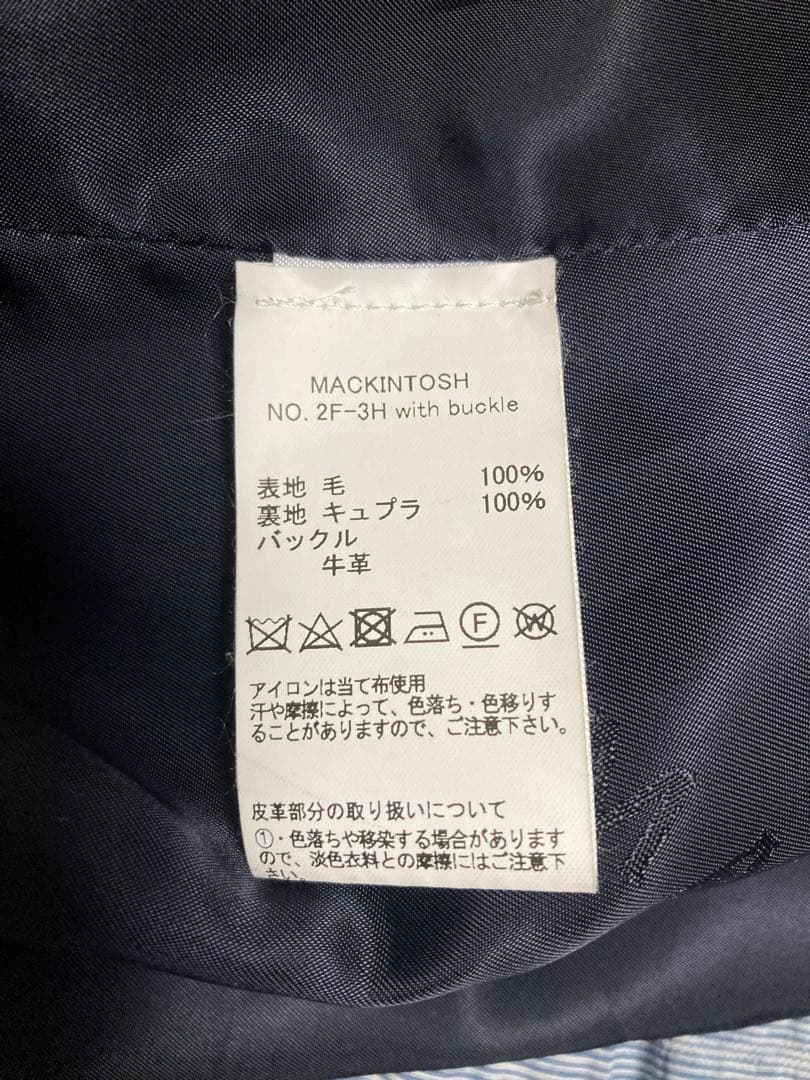 MACKINTOSH
NO. 2F-3H with buckle
表地 毛 100%
裏地 キュプラ 100%
バックル
牛革
F W
アイロンは当て布使用
汗や摩擦によって、色落ち・色移りす
ることがありますので、ご注意下さい。
皮革部分の取り扱いについて
①・色落ちや移染する場合があります
ので、淡色衣料との摩擦にはご注意下
さい。